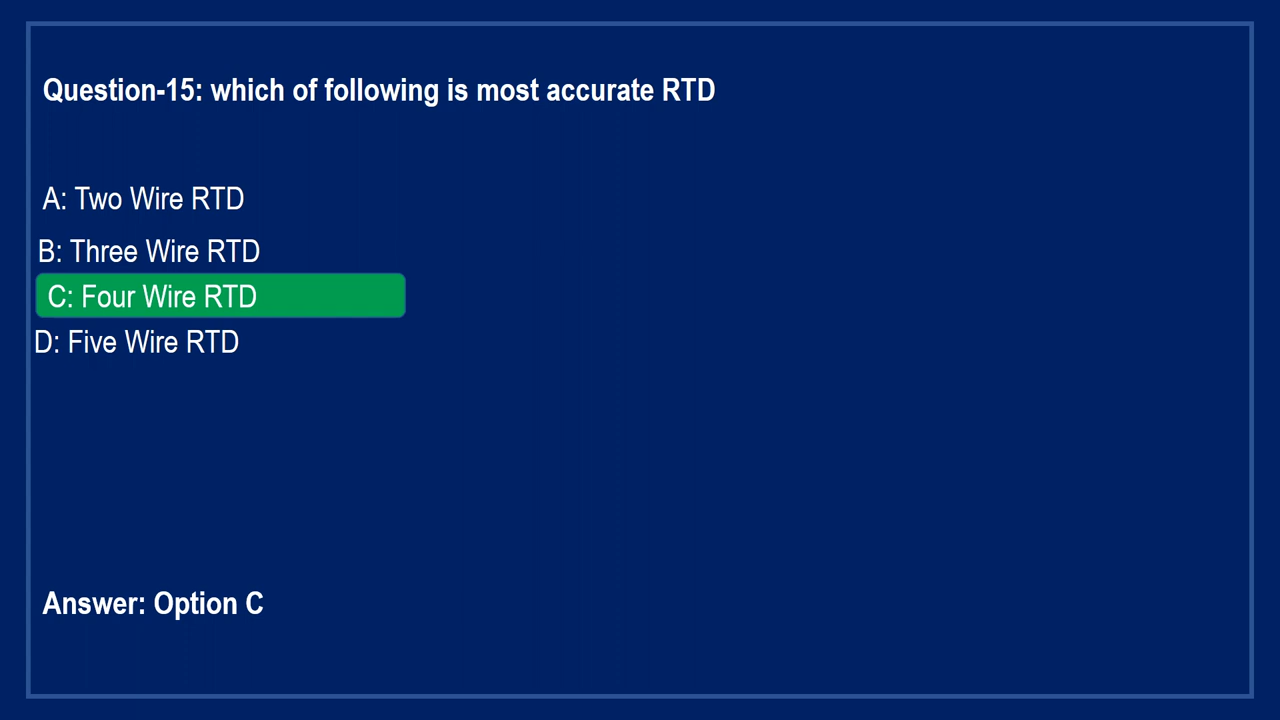 Question-15: which of following is most accurate RTD
A: Two Wire RTD
B: Three Wire RTD
C: Four Wire RTD
D: Five Wire RTD
Answer: Option C